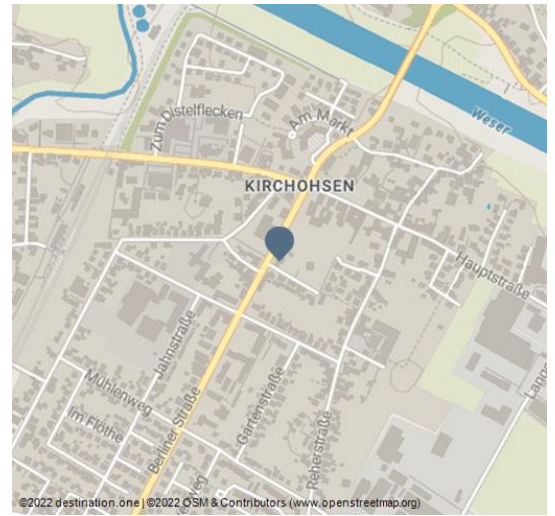 Weser
Am Markt
Zum Distelflecken
KIRCHOHSEN
Hauptstraße
Jahnstraße
Lange
Mühlenweg
Im Flöthe
Berliner Straße
Gartenstraße
Reherstraße
©2022 destination.one | ©2022 OSM & Contributors (www.openstreetmap.org)